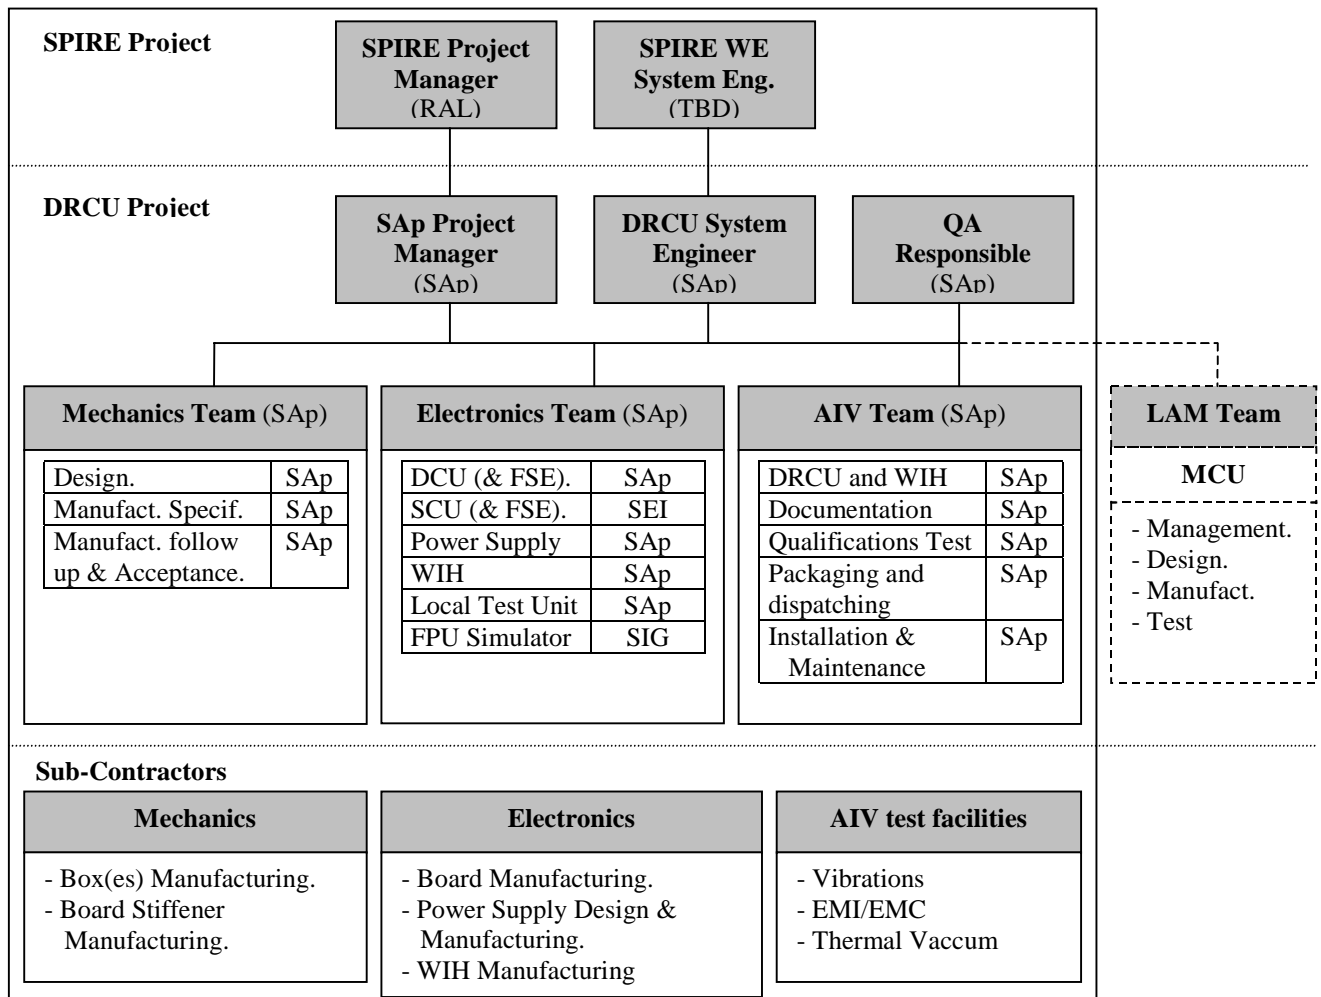 SPIRE Project
SPIRE Project
Manager
(RAL)
SPIRE WE
System Eng.
(TBD)
DRCU Project
SAp Project
Manager
(SAp)
DRCU System
Engineer
(SAp)
QA
Responsible
(SAp)
Mechanics Team (SAp)
Design. SAp
Manufact. Specif. SAp
Manufact. follow SAp
up & Acceptance.
Electronics Team (SAp)
DCU (& FSE). SAp
SCU (& FSE). SEI
Power Supply SAp
WIH SAp
Local Test Unit SAp
FPU Simulator SIG
AIV Team (SAp)
DRCU and WIH SAp
Documentation SAp
Qualifications Test SAp
Packaging and SAp
dispatching
Installation & SAp
Maintenance
LAM Team
MCU
- Management.
- Design.
- Manufact.
- Test
Sub-Contractors
Mechanics
- Box(es) Manufacturing.
- Board Stiffener
Manufacturing.
Electronics
- Board Manufacturing.
- Power Supply Design &
Manufacturing.
- WIH Manufacturing
AIV test facilities
- Vibrations
- EMI/EMC
- Thermal Vaccum